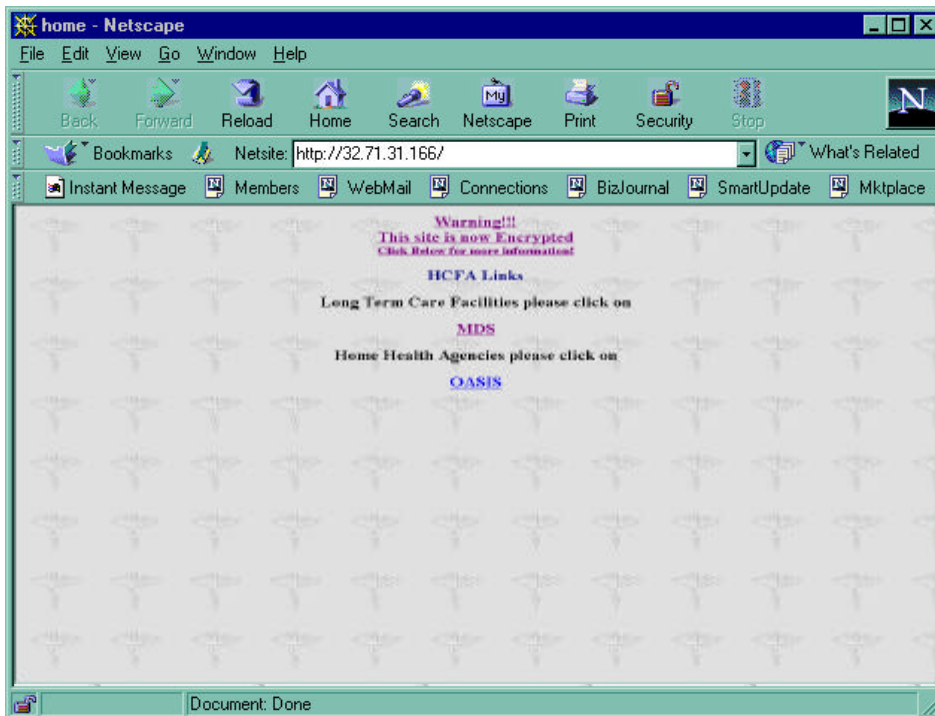 home - Netscape
File Edit View Go Window Help
Back Forward Reload Home Search Netscape Print Security Stop
My
N
Bookmarks Netsite: http://32.71.31.166/ What's Related
Instant Message Members WebMail Connections BizJournal SmartUpdate Mktplace
Warning!!!
This site is now Encrypted
Click Below for more information!
HCFA Links
Long Term Care Facilities please click on
MDS
Home Health Agencies please click on
OASIS
Document: Done